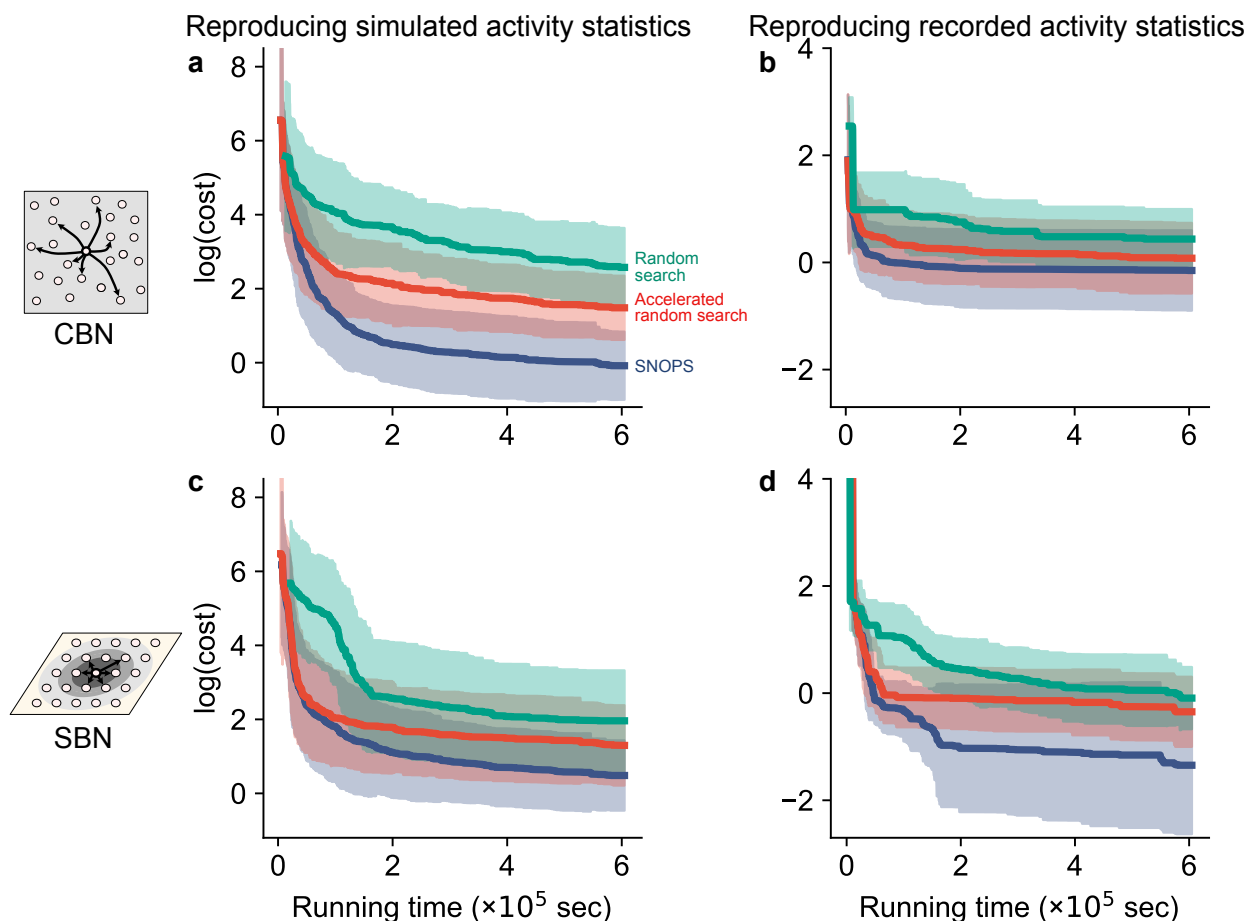 Reproducing simulated activity statistics
Reproducing recorded activity statistics
a
8
6
4
2
0
log(cost)
0
2
4
6
Random
search
Accelerated
random search
SNOPS
CBN
b
4
2
0
−2
0
2
4
6
c
8
6
4
2
0
log(cost)
0
2
4
6
Running time (×10⁵ sec)
SBN
d
4
2
0
−2
0
2
4
6
Running time (×10⁵ sec)